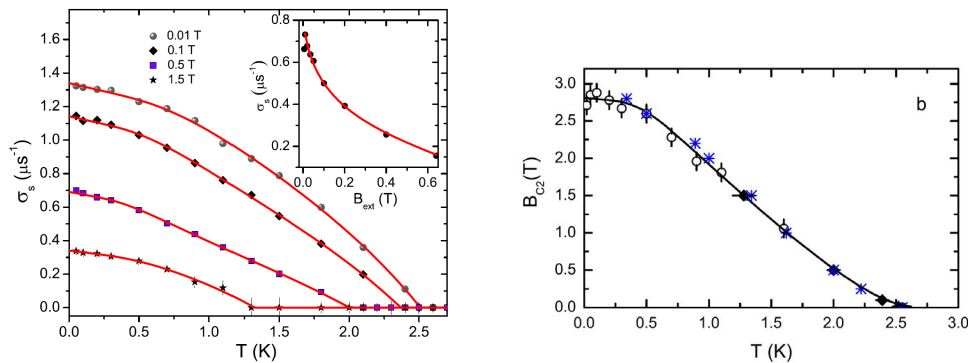 0.01 T
0.1 T
0.5 T
1.5 T
σs (μs⁻¹)
1.6
1.4
1.2
1.0
0.8
0.6
0.4
0.2
0.0
0.0 0.5 1.0 1.5 2.0 2.5
T (K)
σs (μs⁻¹)
0.8
0.6
0.4
0.2
0.0 0.2 0.4 0.6
Bext (T)
b
BC2(T)
3.0
2.5
2.0
1.5
1.0
0.5
0.0
0.0 0.5 1.0 1.5 2.0 2.5 3.0
T (K)